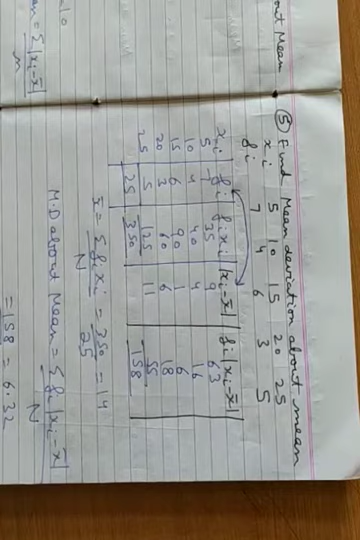 out Mean
an = Σ|xi-x̄|
n
⑤ Find Mean deviation about mean
xi 5 10 15 20 25
fi 7 4 6 3 5
xi fi fixi |xi-x̄| fi|xi-x̄|
5 7 35 9 63
10 4 40 4 16
15 6 90 1 6
20 3 60 6 18
25 5 125 11 55
25 350 158
x̄ = Σfixi = 350 = 14
N 25
M.D about Mean = Σfi|xi-x̄|
N
= 158 = 6.32